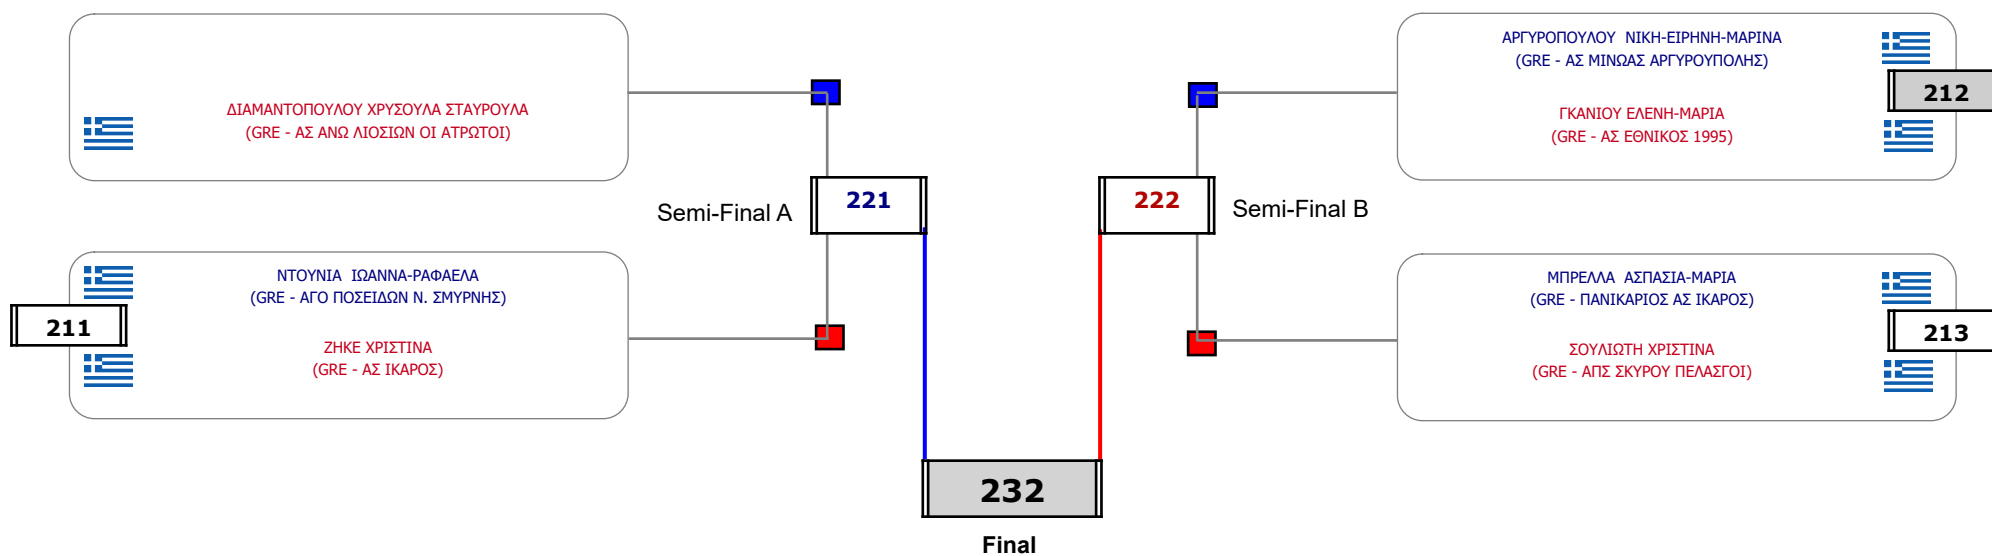 ΔΙΑΜΑΝΤΟΠΟΥΛΟΥ ΧΡΥΣΟΥΛΑ ΣΤΑΥΡΟΥΛΑ
(GRE - ΑΣ ΑΝΩ ΛΙΟΣΙΩΝ ΟΙ ΑΤΡΩΤΟΙ)
ΑΡΓΥΡΟΠΟΥΛΟΥ ΝΙΚΗ-ΕΙΡΗΝΗ-ΜΑΡΙΝΑ
(GRE - ΑΣ ΜΙΝΩΑΣ ΑΡΓΥΡΟΥΠΟΛΗΣ)
212
ΓΚΑΝΙΟΥ ΕΛΕΝΗ-ΜΑΡΙΑ
(GRE - ΑΣ ΕΘΝΙΚΟΣ 1995)
Semi-Final A
221
222
Semi-Final B
ΝΤΟΥΝΙΑ ΙΩΑΝΝΑ-ΡΑΦΑΕΛΑ
(GRE - ΑΓΟ ΠΟΣΕΙΔΩΝ Ν. ΣΜΥΡΝΗΣ)
211
ΖΗΚΕ ΧΡΙΣΤΙΝΑ
(GRE - ΑΣ ΙΚΑΡΟΣ)
ΜΠΡΕΛΛΑ ΑΣΠΑΣΙΑ-ΜΑΡΙΑ
(GRE - ΠΑΝΙΚΑΡΙΟΣ ΑΣ ΙΚΑΡΟΣ)
213
ΣΟΥΛΙΩΤΗ ΧΡΙΣΤΙΝΑ
(GRE - ΑΠΣ ΣΚΥΡΟΥ ΠΕΛΑΣΓΟΙ)
232
Final